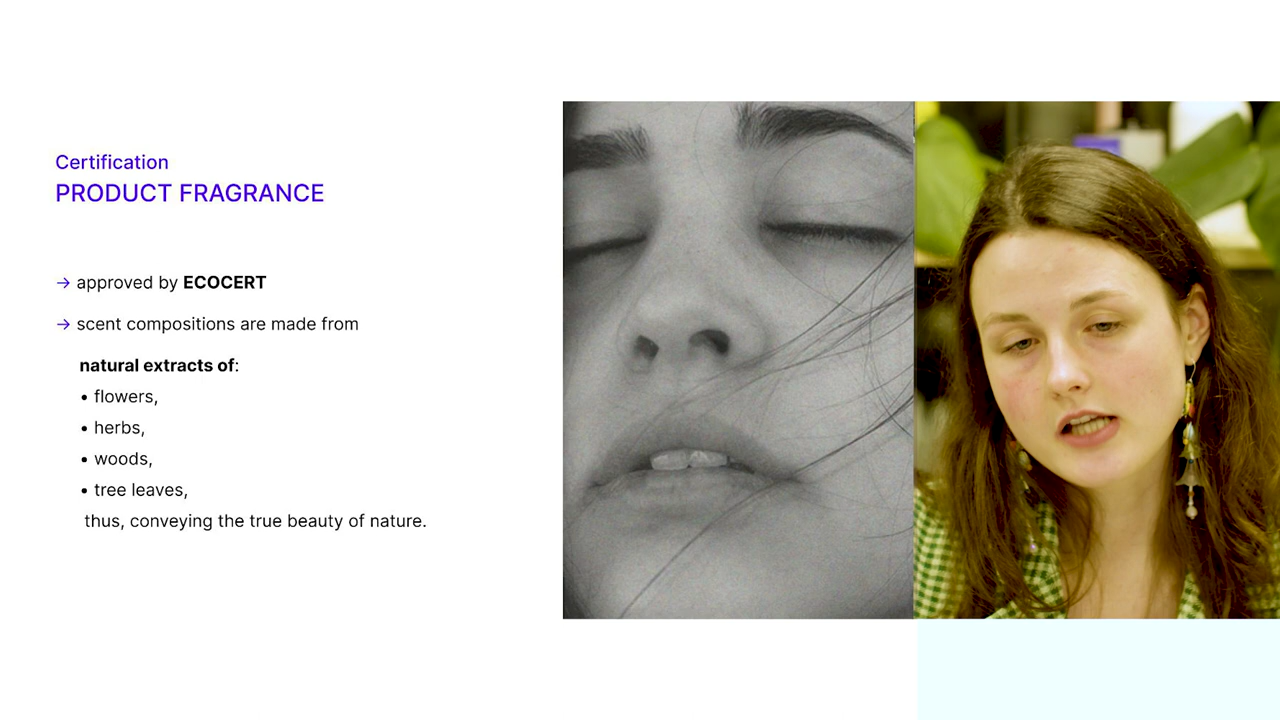 Certification
PRODUCT FRAGRANCE
→ approved by ECOCERT
→ scent compositions are made from
natural extracts of:
• flowers,
• herbs,
• woods,
• tree leaves,
thus, conveying the true beauty of nature.